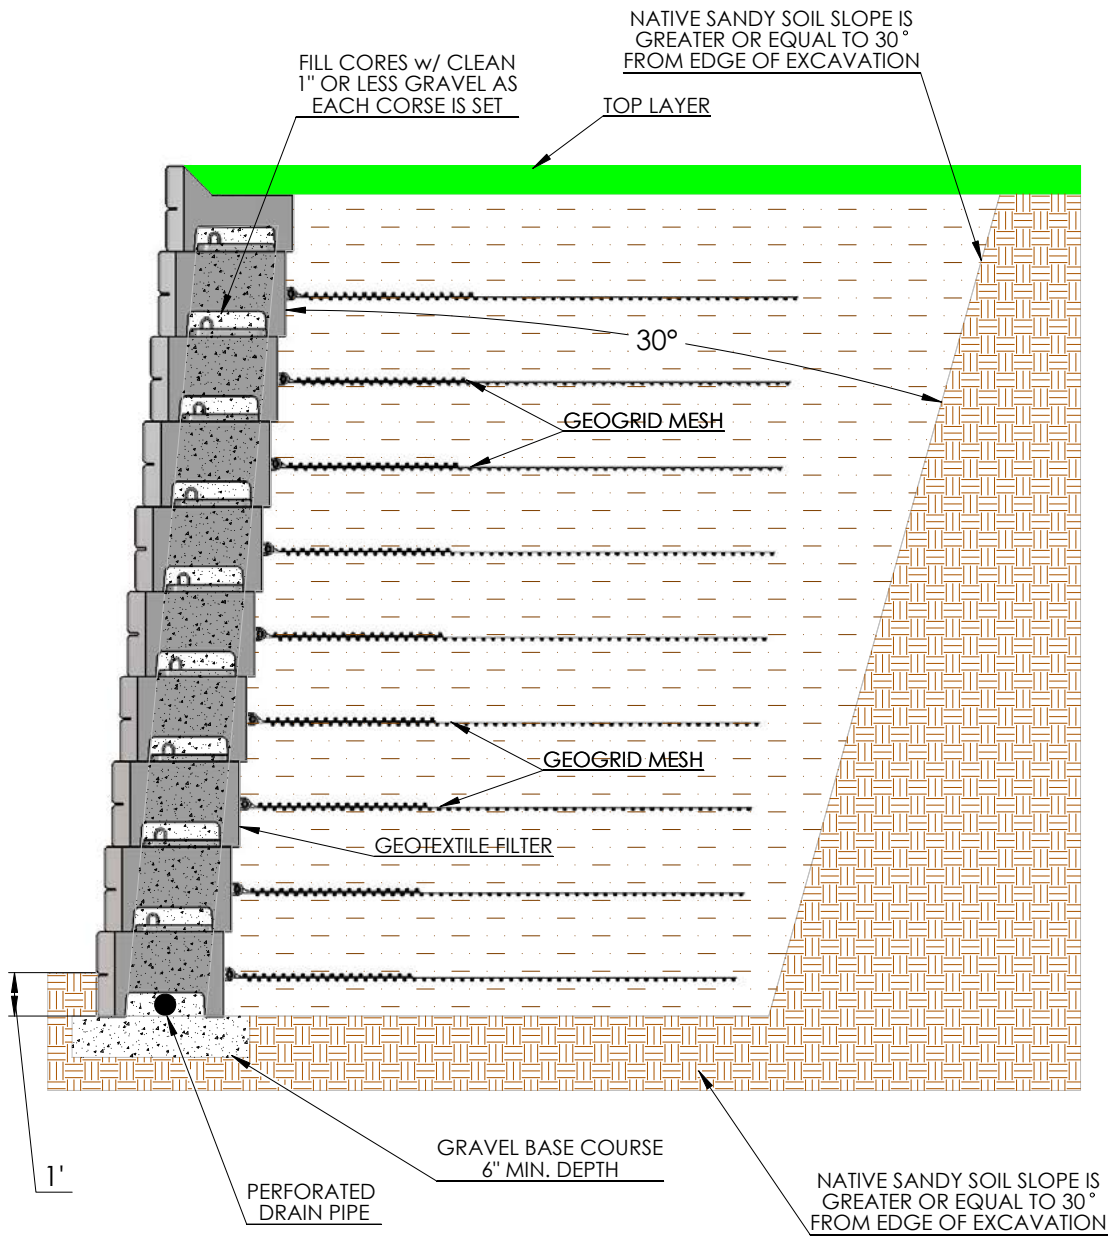 NATIVE SANDY SOIL SLOPE IS
GREATER OR EQUAL TO 30°
FROM EDGE OF EXCAVATION
FILL CORES w/ CLEAN
1" OR LESS GRAVEL AS
EACH CORSE IS SET
TOP LAYER
30°
GEOGRID MESH
GEOGRID MESH
GEOTEXTILE FILTER
1'
GRAVEL BASE COURSE
6" MIN. DEPTH
PERFORATED
DRAIN PIPE
NATIVE SANDY SOIL SLOPE IS
GREATER OR EQUAL TO 30°
FROM EDGE OF EXCAVATION